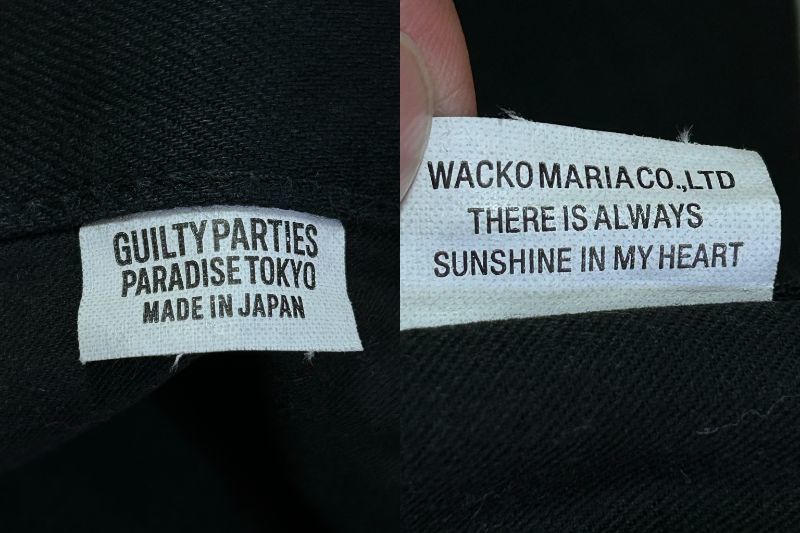 GUILTY PARTIES
PARADISE TOKYO
MADE IN JAPAN
WACKO MARIA CO.,LTD
THERE IS ALWAYS
SUNSHINE IN MY HEART